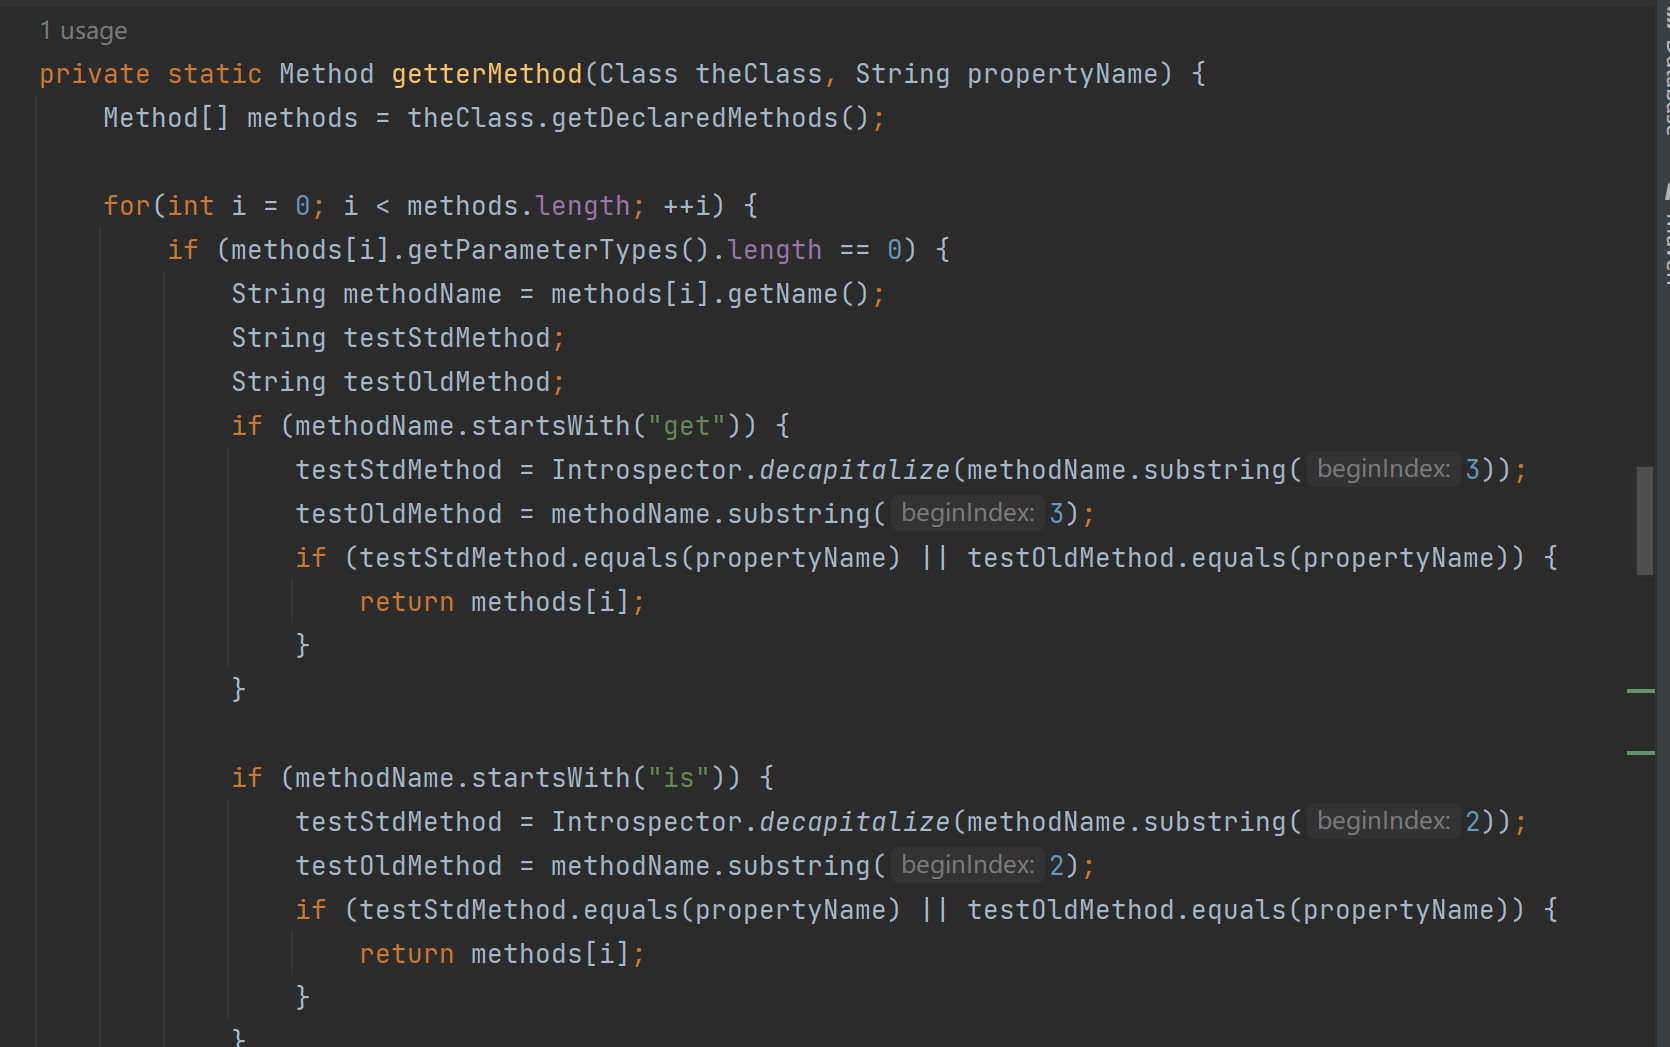 1 usage
private static Method getterMethod(Class theClass, String propertyName) {
Method[] methods = theClass.getDeclaredMethods();
for(int i = 0; i < methods.length; ++i) {
if (methods[i].getParameterTypes().length == 0) {
String methodName = methods[i].getName();
String testStdMethod;
String testOldMethod;
if (methodName.startsWith("get")) {
testStdMethod = Introspector.decapitalize(methodName.substring( beginIndex: 3));
testOldMethod = methodName.substring( beginIndex: 3);
if (testStdMethod.equals(propertyName) || testOldMethod.equals(propertyName)) {
return methods[i];
}
}
if (methodName.startsWith("is")) {
testStdMethod = Introspector.decapitalize(methodName.substring( beginIndex: 2));
testOldMethod = methodName.substring( beginIndex: 2);
if (testStdMethod.equals(propertyName) || testOldMethod.equals(propertyName)) {
return methods[i];
}
}